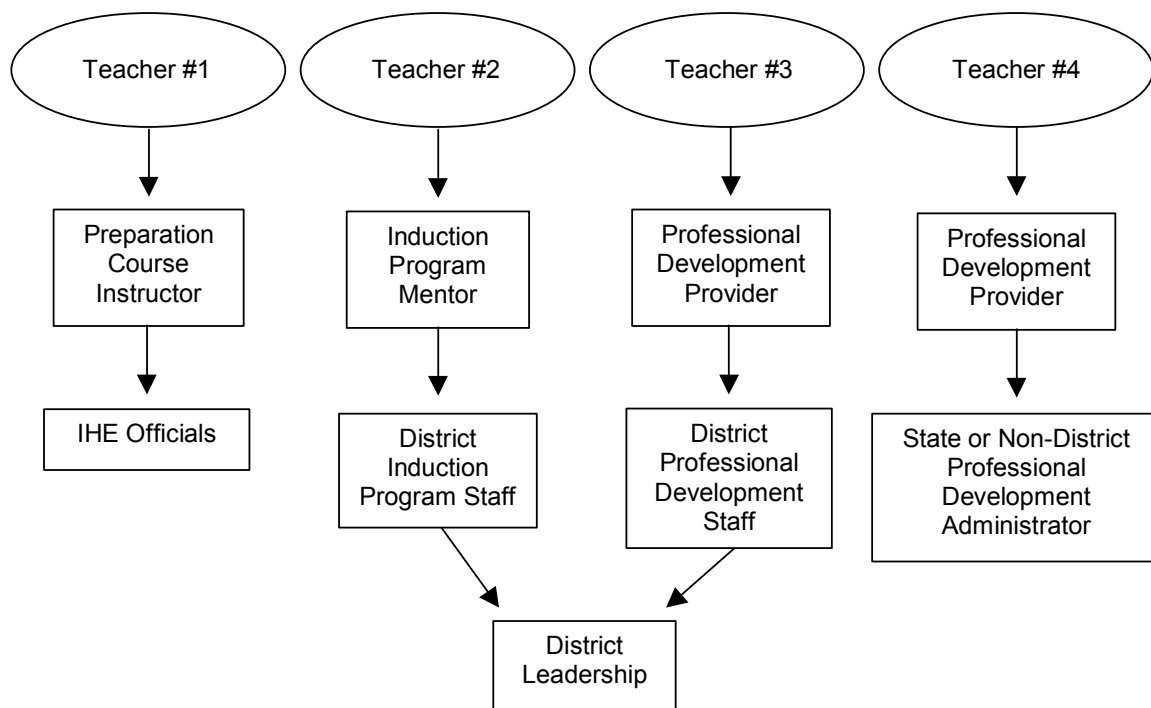 Teacher #1
Teacher #2
Teacher #3
Teacher #4
Preparation
Course
Instructor
Induction
Program
Mentor
Professional
Development
Provider
Professional
Development
Provider
IHE Officials
District
Induction
Program Staff
District
Professional
Development
Staff
State or Non-District
Professional
Development
Administrator
District
Leadership